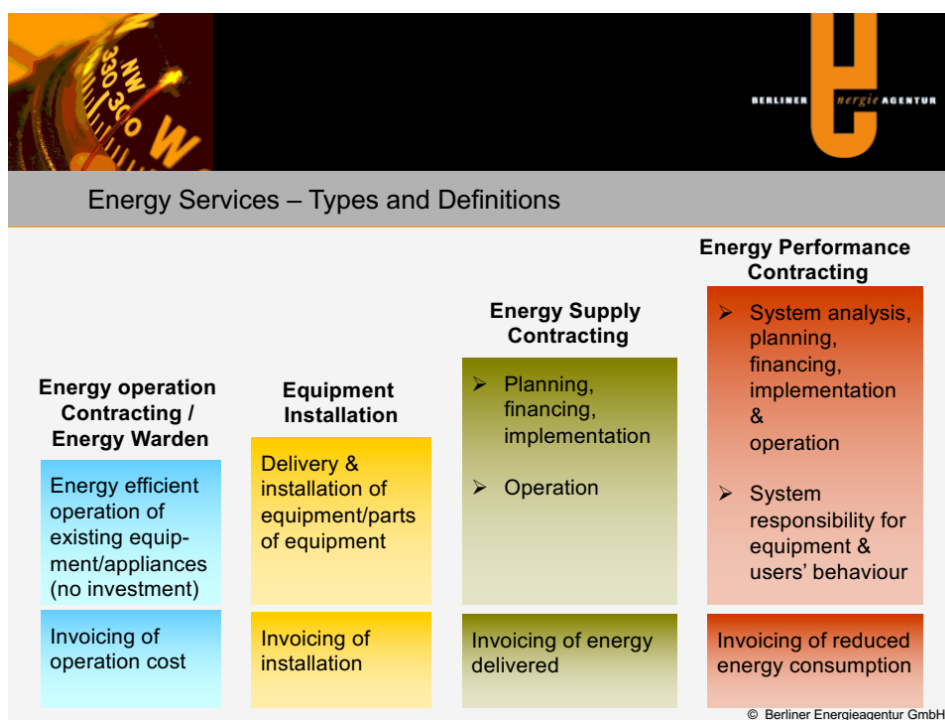 330
300
NW
W
BERLINER energie AGENTUR
Energy Services – Types and Definitions
Energy operation
Contracting /
Energy Warden
Energy efficient
operation of
existing equip-
ment/appliances
(no investment)
Invoicing of
operation cost
Equipment
Installation
Delivery &
installation of
equipment/parts
of equipment
Invoicing of
installation
Energy Supply
Contracting
➢ Planning,
financing,
implementation
➢ Operation
Invoicing of energy
delivered
Energy Performance
Contracting
➢ System analysis,
planning,
financing,
implementation
&
operation
➢ System
responsibility for
equipment &
users’ behaviour
Invoicing of reduced
energy consumption
© Berliner Energieagentur GmbH